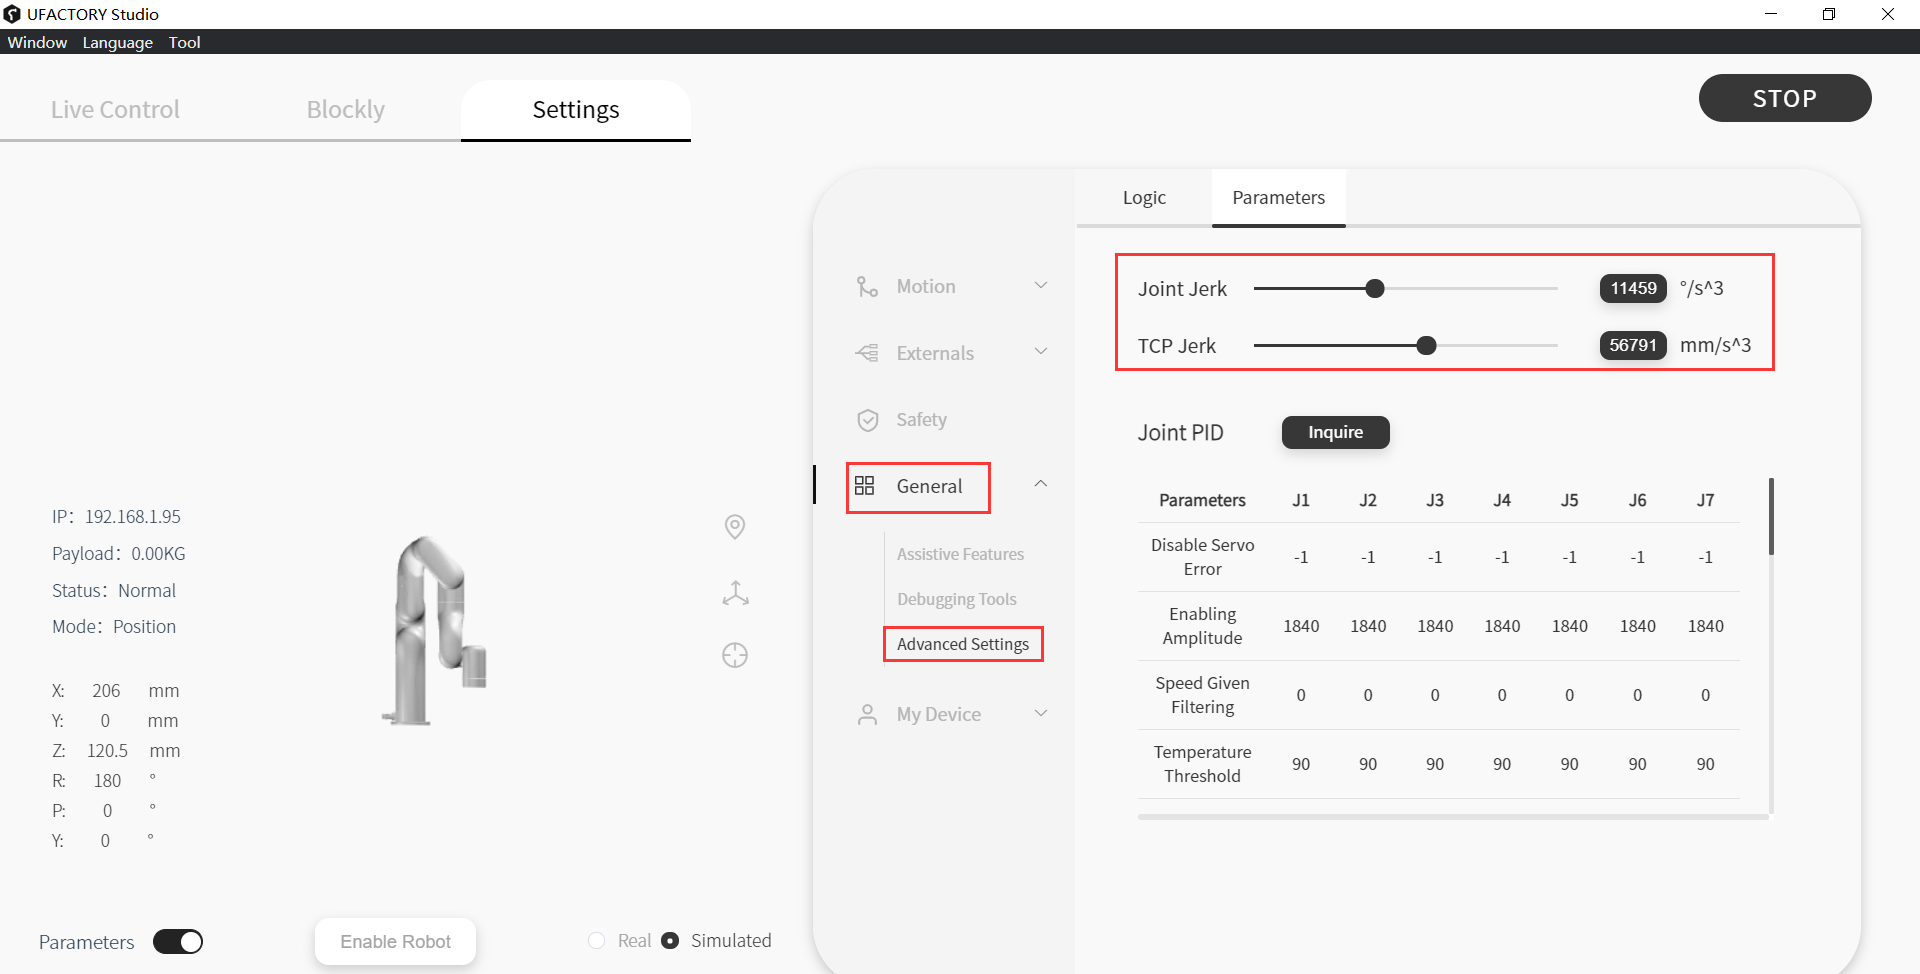 UFACTORY Studio
Window Language Tool
Live Control Blockly Settings
STOP
Logic Parameters
Motion
Externals
Safety
General
Assistive Features
Debugging Tools
Advanced Settings
My Device
Joint Jerk 11459 °/s^3
TCP Jerk 56791 mm/s^3
Joint PID Inquire
Parameters J1 J2 J3 J4 J5 J6 J7
Disable Servo
Error -1 -1 -1 -1 -1 -1 -1
Enabling
Amplitude 1840 1840 1840 1840 1840 1840 1840
Speed Given
Filtering 0 0 0 0 0 0 0
Temperature
Threshold 90 90 90 90 90 90 90
IP： 192.168.1.95
Payload： 0.00KG
Status： Normal
Mode： Position
X: 206 mm
Y: 0 mm
Z: 120.5 mm
R: 180 °
P: 0 °
Y: 0 °
Parameters Enable Robot Real Simulated